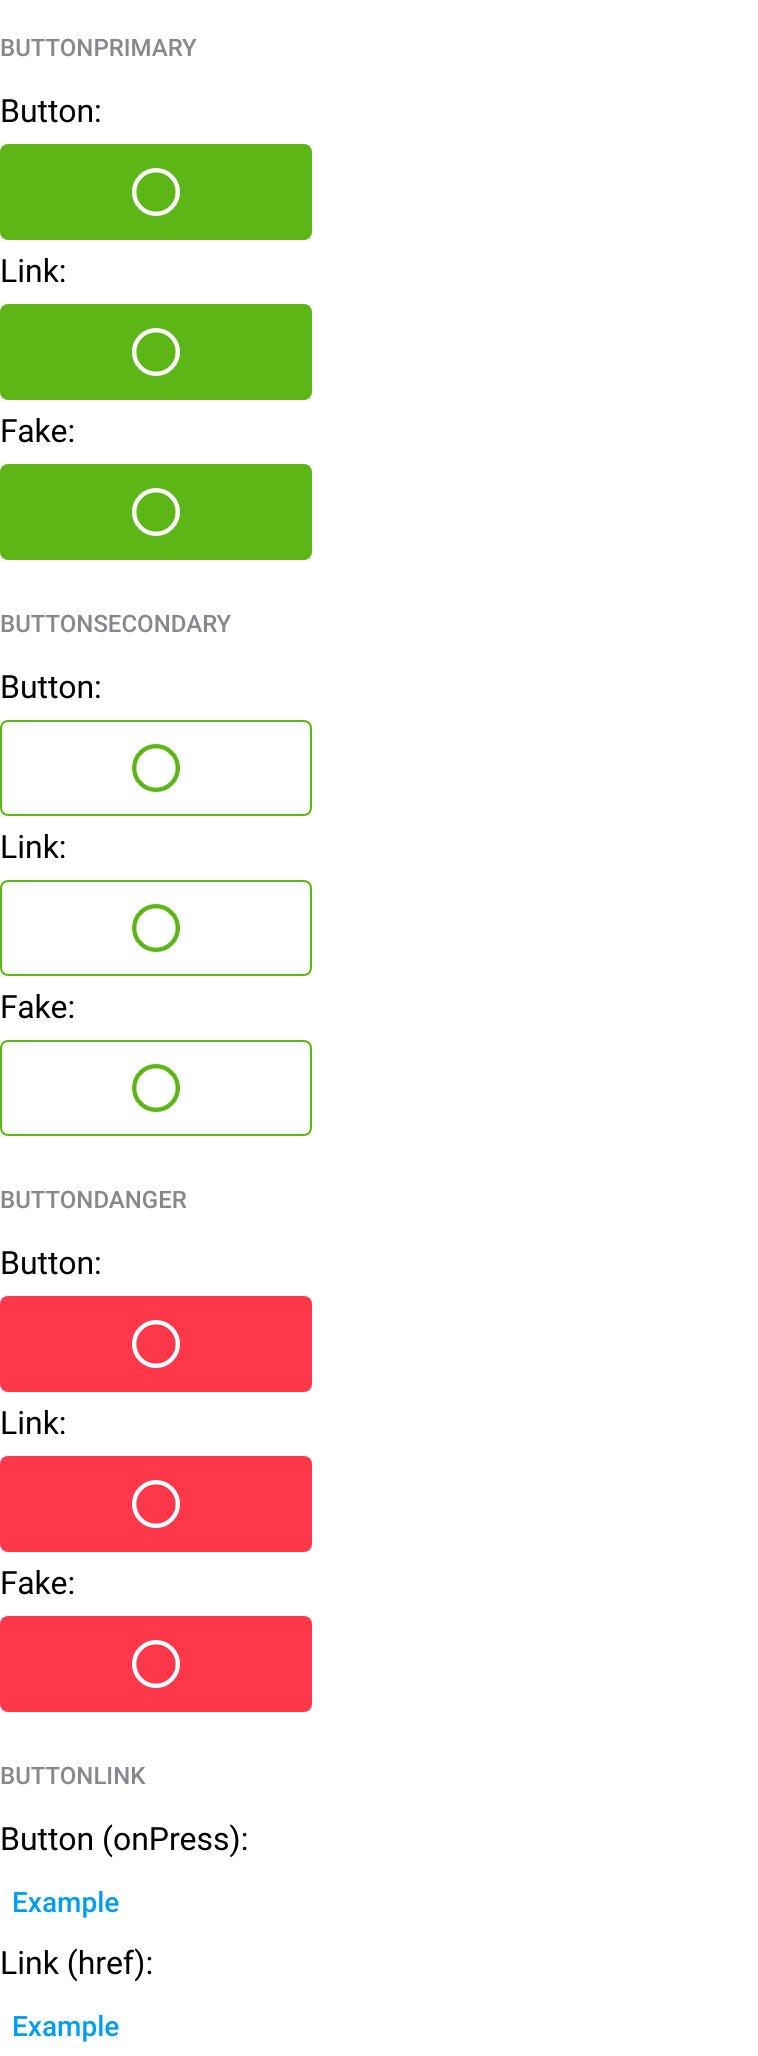 BUTTONPRIMARY
Button:
Link:
Fake:
BUTTONSECONDARY
Button:
Link:
Fake:
BUTTONDANGER
Button:
Link:
Fake:
BUTTONLINK
Button (onPress):
Example
Link (href):
Example